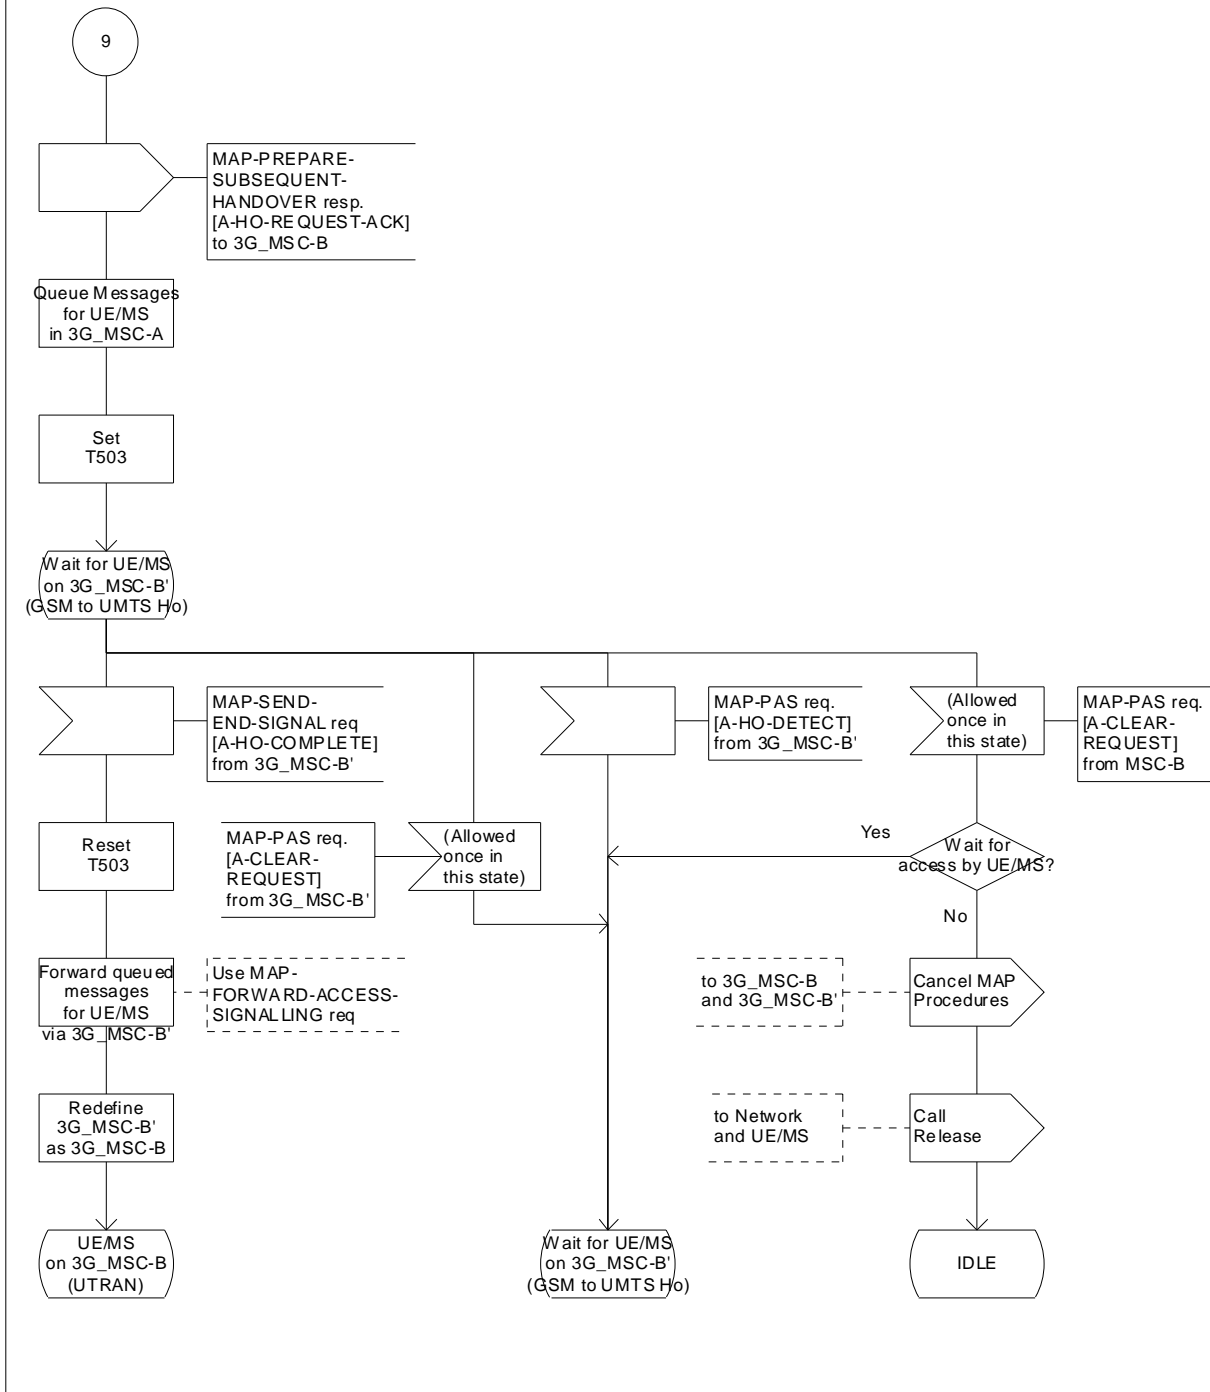 9
MAP-PREPARE-
SUBSEQUENT-
HANDOVER resp.
[A-HO-REQUEST-ACK]
to 3G_MSC-B
Queue Messages
for UE/MS
in 3G_MSC-A
Set
T503
Wait for UE/MS
on 3G_MSC-B'
(GSM to UMTS Ho)
MAP-SEND-
END-SIGNAL req
[A-HO-COMPLETE]
from 3G_MSC-B'
MAP-PAS req.
[A-HO-DETECT]
from 3G_MSC-B'
(Allowed
once in
this state)
MAP-PAS req.
[A-CLEAR-
REQUEST]
from MSC-B
Reset
T503
MAP-PAS req.
[A-CLEAR-
REQUEST]
from 3G_MSC-B'
(Allowed
once in
this state)
Yes
Wait for
access by UE/MS?
No
Forward queued
messages
for UE/MS
via 3G_MSC-B'
Use MAP-
FORWARD-ACCESS-
SIGNALLING req
to 3G_MSC-B
and 3G_MSC-B'
Cancel MAP
Procedures
Redefine
3G_MSC-B'
as 3G_MSC-B
to Network
and UE/MS
Call
Release
UE/MS
on 3G_MSC-B
(UTRAN)
Wait for UE/MS
on 3G_MSC-B'
(GSM to UMTS Ho)
IDLE